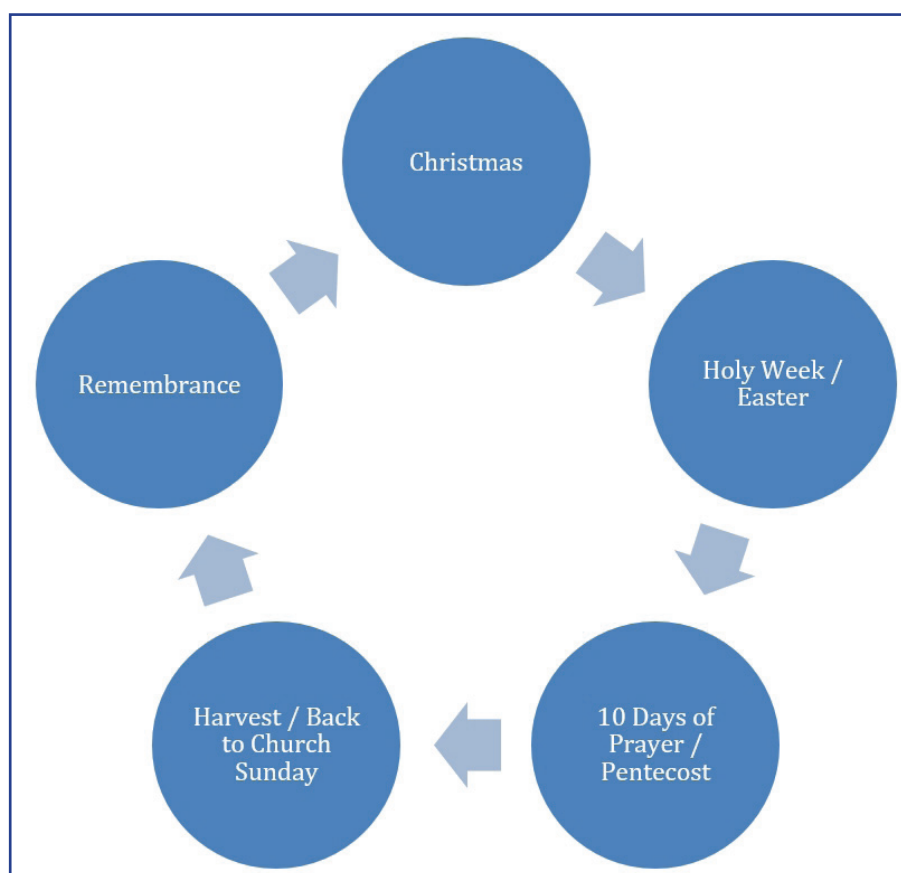 Christmas
Holy Week /
Easter
10 Days of
Prayer /
Pentecost
Harvest / Back
to Church
Sunday
Remembrance